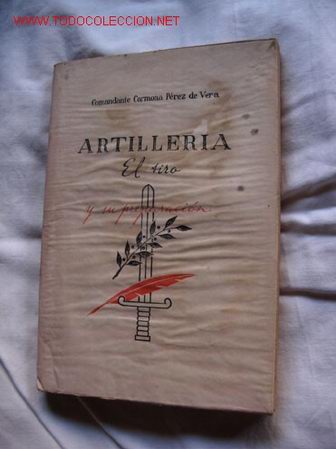 WWW.TODOCOLECCION.NET
Comandante Carmona Pérez de Vera
ARTILLERIA
El tiro
y su preparación